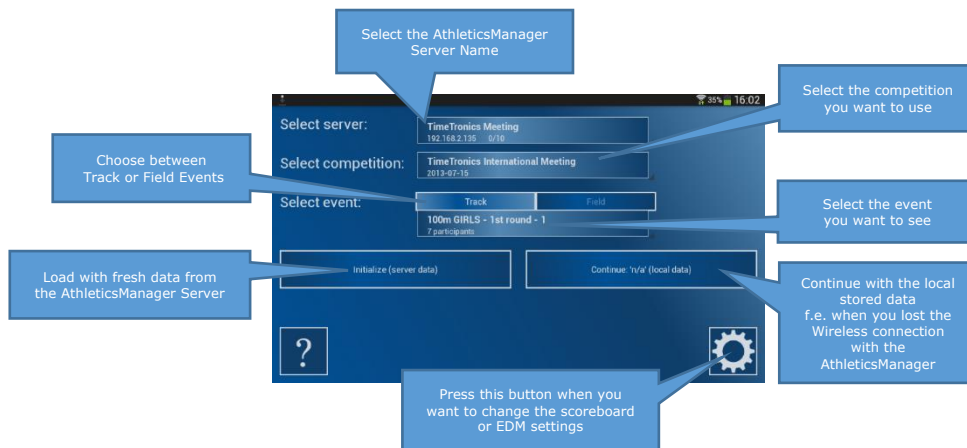 Select the AthleticsManager
Server Name
Select the competition
you want to use
35% 16:02
Select server:
TimeTronics Meeting
192.168.2.135 0/10
Choose between
Track or Field Events
Select competition:
TimeTronics International Meeting
2013-07-15
Select event:
Track
Field
100m GIRLS - 1st round - 1
7 participants
Select the event
you want to see
Load with fresh data from
the AthleticsManager Server
Initialize (server data)
Continue: 'n/a' (local data)
Continue with the local
stored data
f.e. when you lost the
Wireless connection
with the
AthleticsManager
?
Press this button when you
want to change the scoreboard
or EDM settings